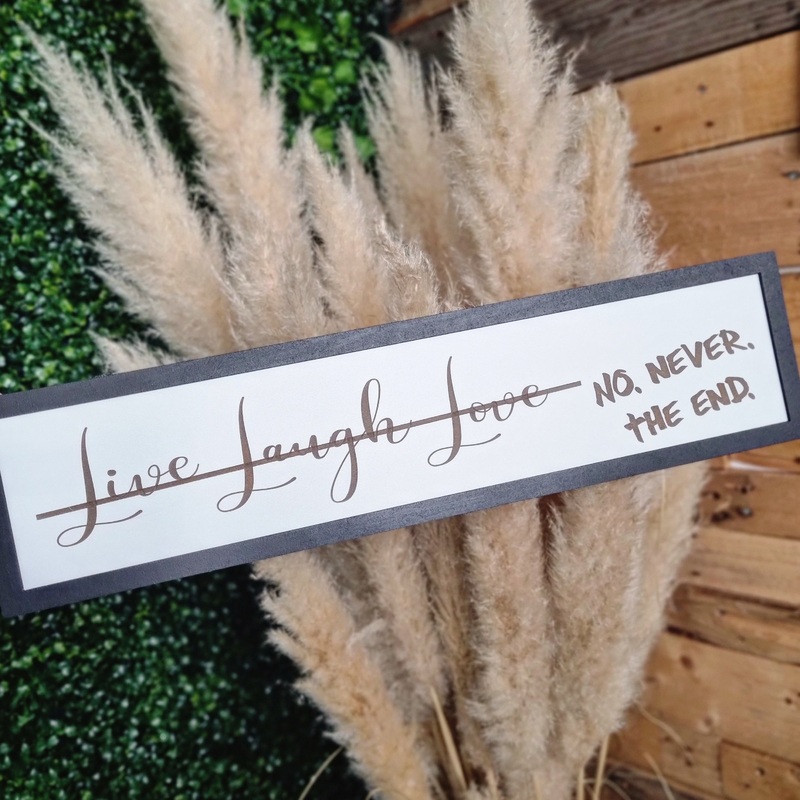 Live Laugh Love
NO. NEVER.
THE END.